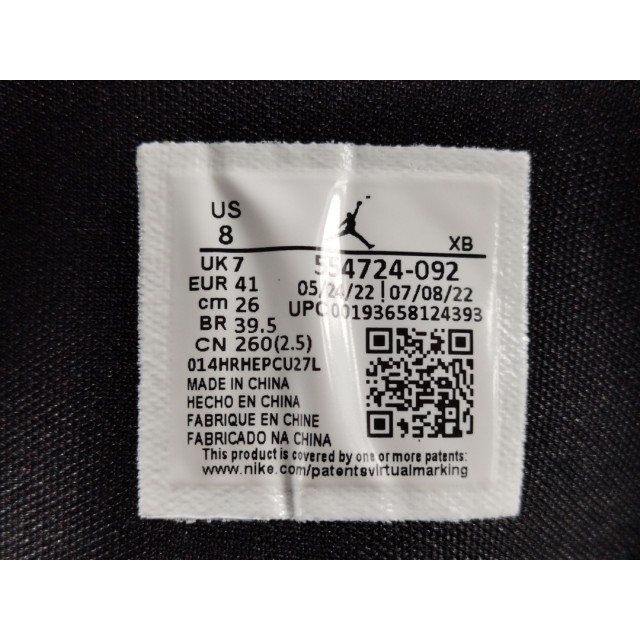 US
8
XB
UK 7
554724-092
EUR 41
05/24/22 | 07/08/22
cm 26
UPC 00193658124393
BR 39.5
CN 260(2.5)
014HRHEPCU27L
MADE IN CHINA
HECHO EN CHINA
FABRIQUE EN CHINE
FABRICADO NA CHINA
This product is covered by one or more patents:
www.nike.com/patentsvirtualmarking